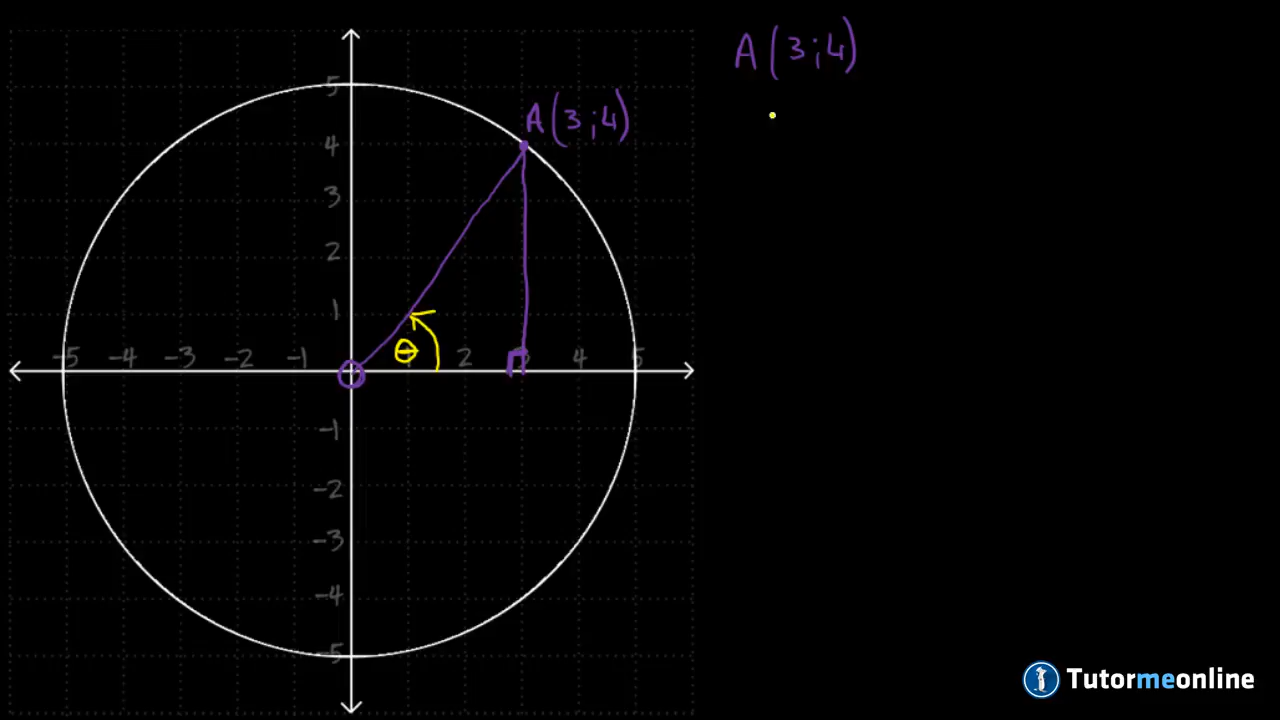 A(3;4)
5
A(3;4)
4
3
2
1
θ
-5 -4 -3 -2 -1 2 3 4 5
-1
-2
-3
-4
-5
Tutormeonline